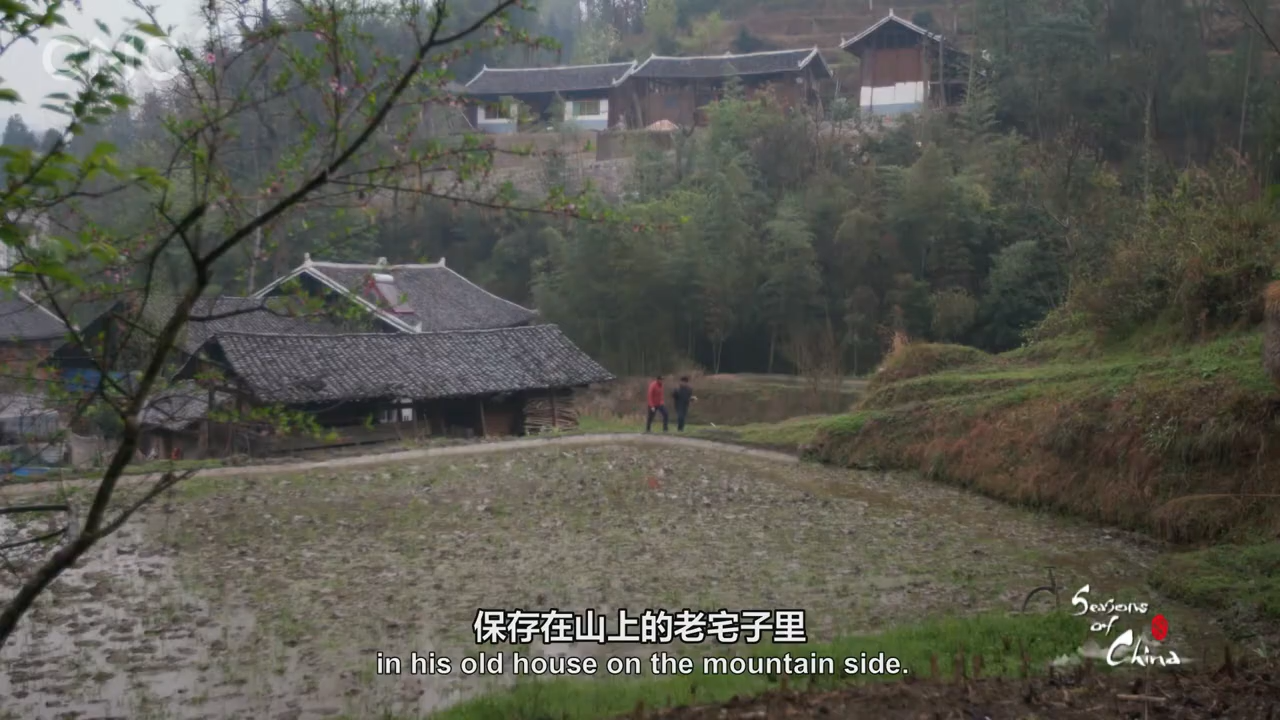 CMC
保存在山上的老宅子里
in his old house on the mountain side.
Seasons
of
China